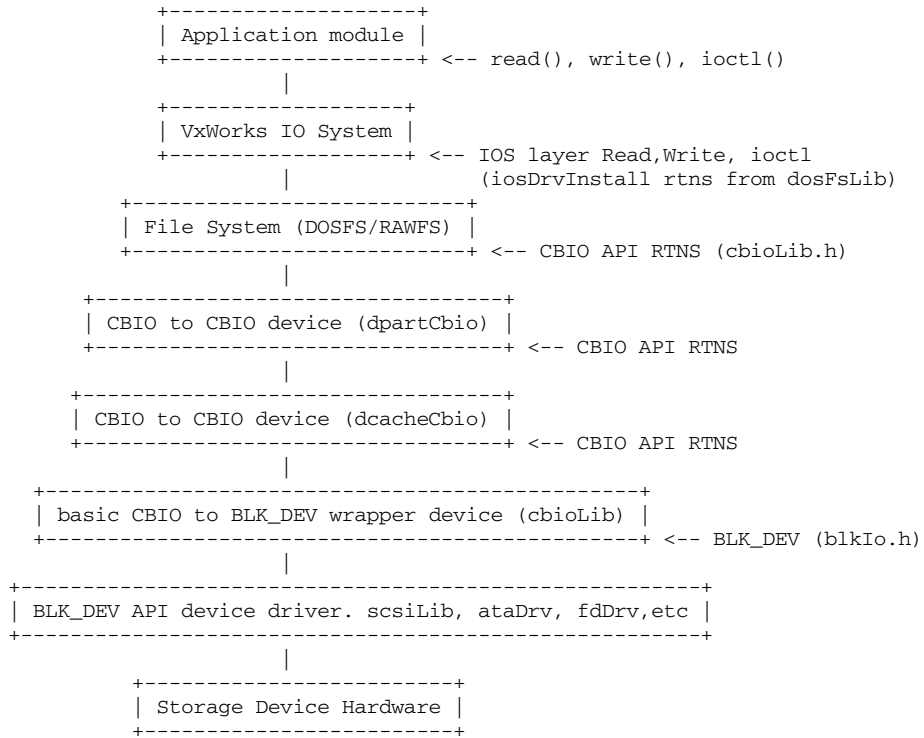 Application module
<-- read(), write(), ioctl()
VxWorks IO System
<-- IOS layer Read,Write, ioctl
(iosDrvInstall rtns from dosFsLib)
File System (DOSFS/RAWFS)
<-- CBIO API RTNS (cbioLib.h)
CBIO to CBIO device (dpartCbio)
<-- CBIO API RTNS
CBIO to CBIO device (dcacheCbio)
<-- CBIO API RTNS
basic CBIO to BLK_DEV wrapper device (cbioLib)
<-- BLK_DEV (blkIo.h)
BLK_DEV API device driver. scsiLib, ataDrv, fdDrv,etc
Storage Device Hardware